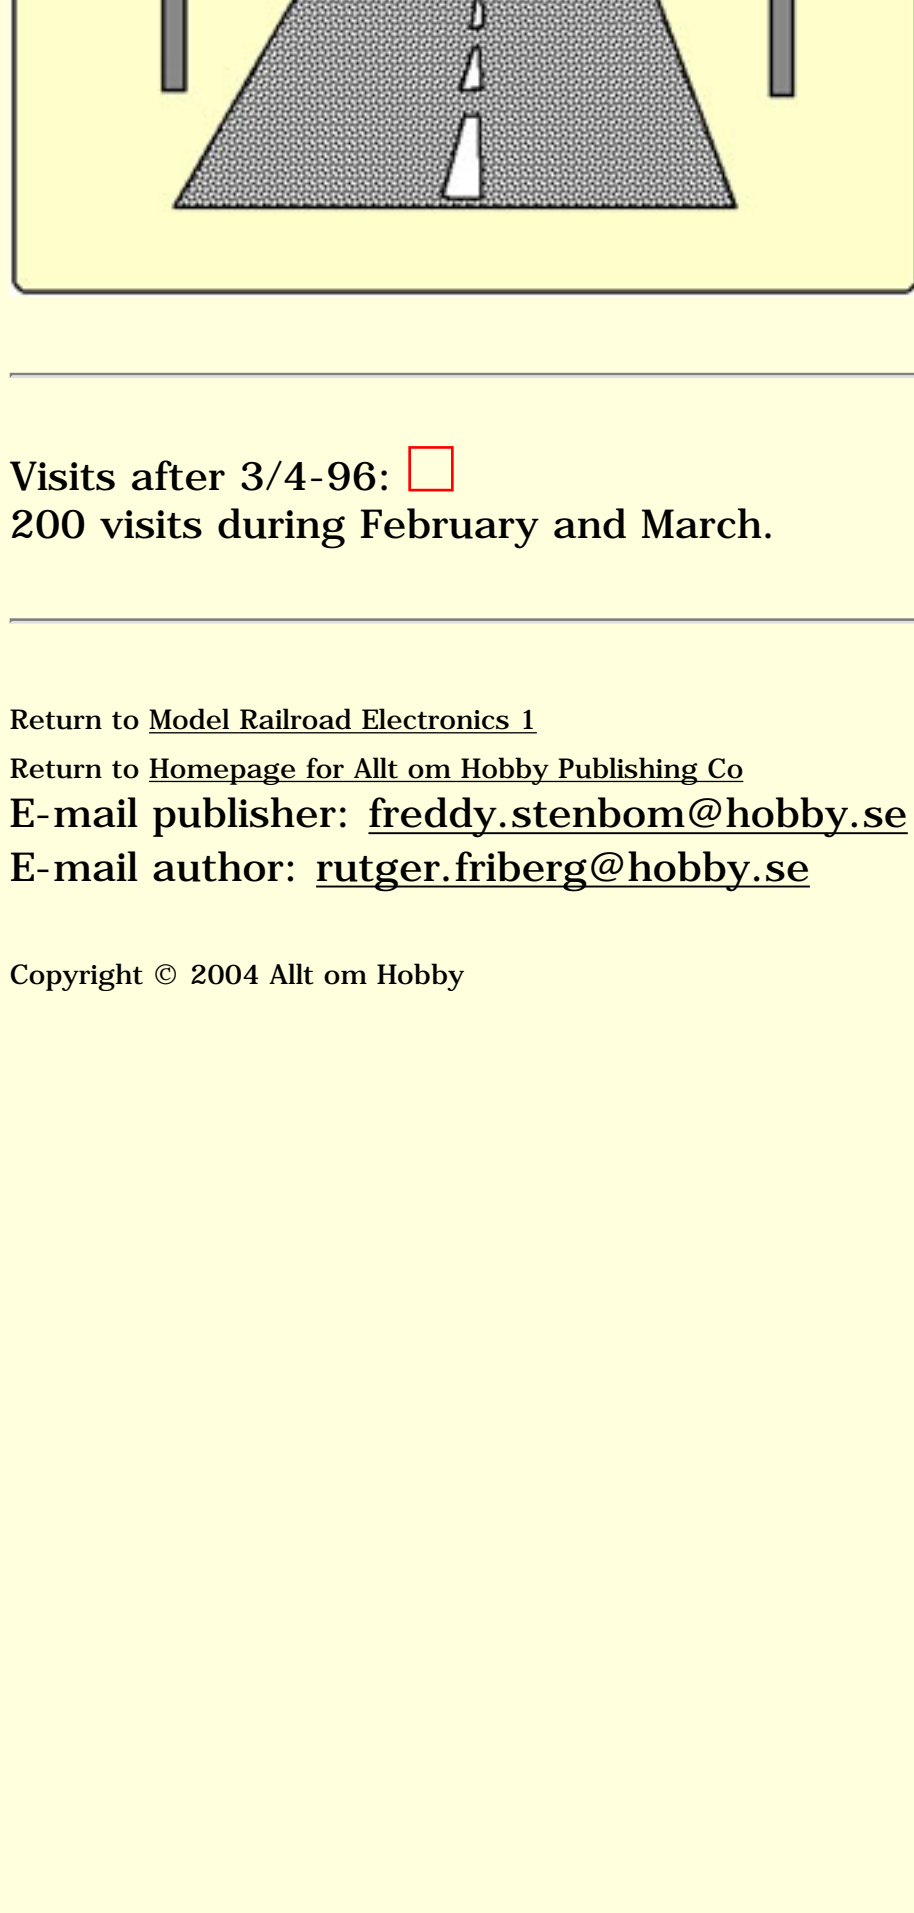 Visits after 3/4-96:
200 visits during February and March.
Return to Model Railroad Electronics 1
Return to Homepage for Allt om Hobby Publishing Co
E-mail publisher: freddy.stenbom@hobby.se
E-mail author: rutger.friberg@hobby.se
Copyright © 2004 Allt om Hobby